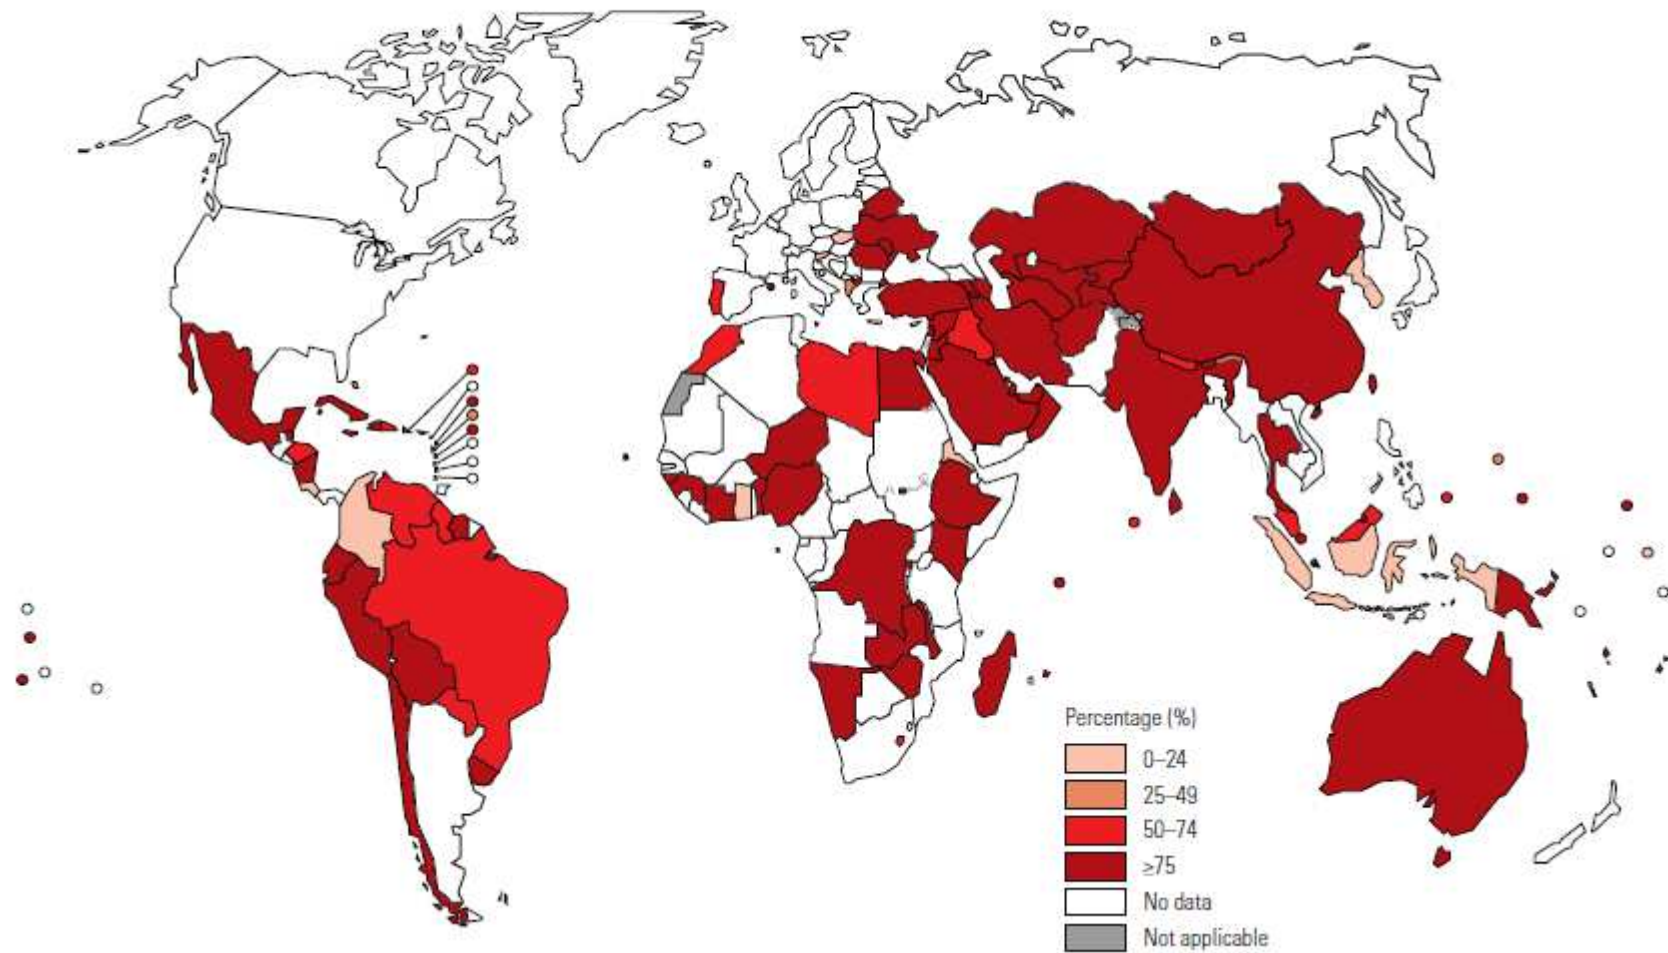 Percentage (%)
0–24
25–49
50–74
≥75
No data
Not applicable